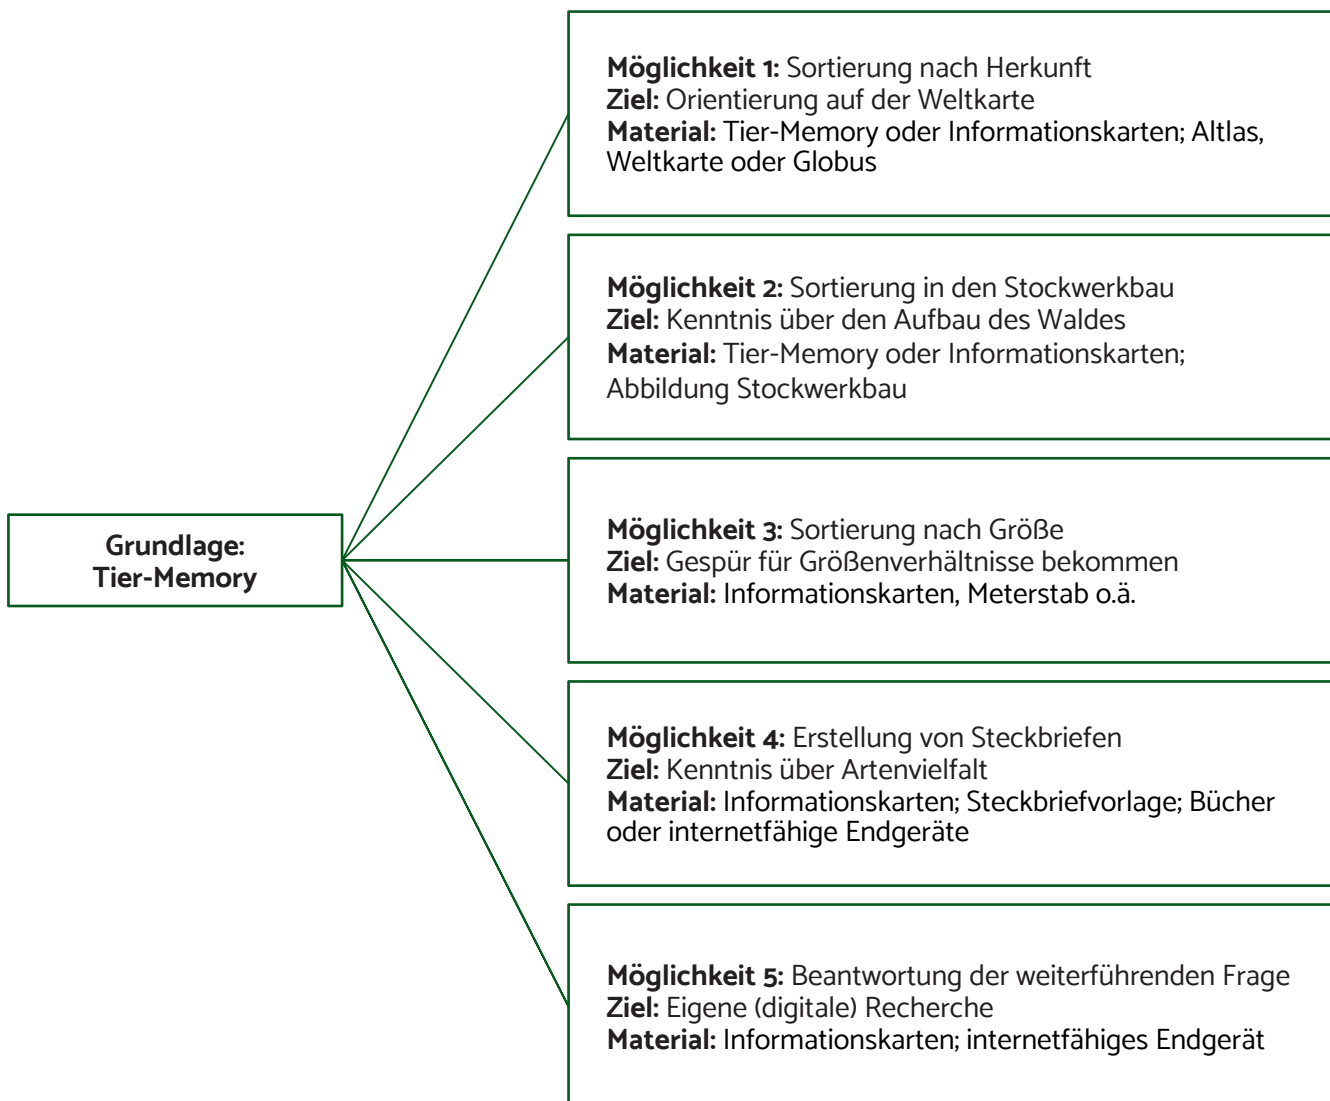 Möglichkeit 1: Sortierung nach Herkunft
Ziel: Orientierung auf der Weltkarte
Material: Tier-Memory oder Informationskarten; Altlas,
Weltkarte oder Globus
Möglichkeit 2: Sortierung in den Stockwerkbau
Ziel: Kenntnis über den Aufbau des Waldes
Material: Tier-Memory oder Informationskarten;
Abbildung Stockwerkbau
Grundlage:
Tier-Memory
Möglichkeit 3: Sortierung nach Größe
Ziel: Gespür für Größenverhältnisse bekommen
Material: Informationskarten, Meterstab o.ä.
Möglichkeit 4: Erstellung von Steckbriefen
Ziel: Kenntnis über Artenvielfalt
Material: Informationskarten; Steckbriefvorlage; Bücher
oder internetfähige Endgeräte
Möglichkeit 5: Beantwortung der weiterführenden Frage
Ziel: Eigene (digitale) Recherche
Material: Informationskarten; internetfähiges Endgerät